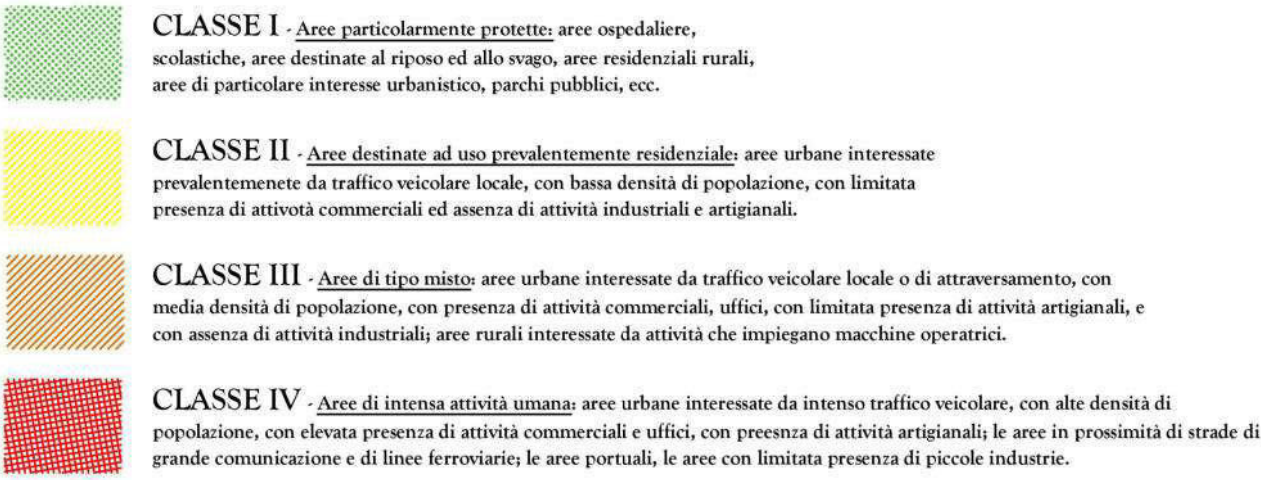 CLASSE I - Aree particolarmente protette: aree ospedaliere,
scolastiche, aree destinate al riposo ed allo svago, aree residenziali rurali,
aree di particolare interesse urbanistico, parchi pubblici, ecc.
CLASSE II - Aree destinate ad uso prevalentemente residenziale: aree urbane interessate
prevalentemenete da traffico veicolare locale, con bassa densità di popolazione, con limitata
presenza di attivotà commerciali ed assenza di attività industriali e artigianali.
CLASSE III - Aree di tipo misto: aree urbane interessate da traffico veicolare locale o di attraversamento, con
media densità di popolazione, con presenza di attività commerciali, uffici, con limitata presenza di attività artigianali, e
con assenza di attività industriali; aree rurali interessate da attività che impiegano macchine operatrici.
CLASSE IV - Aree di intensa attività umana: aree urbane interessate da intenso traffico veicolare, con alte densità di
popolazione, con elevata presenza di attività commerciali e uffici, con preesnza di attività artigianali; le aree in prossimità di strade di
grande comunicazione e di linee ferroviarie; le aree portuali, le aree con limitata presenza di piccole industrie.